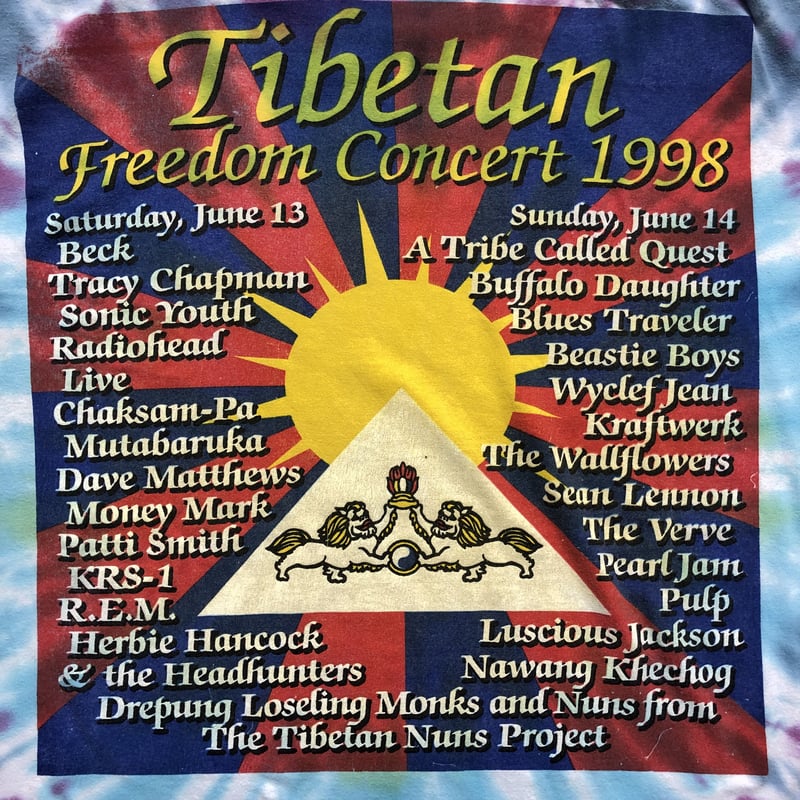 Tibetan
Freedom Concert 1998
Saturday, June 13
Beck
Tracy Chapman
Sonic Youth
Radiohead
Live
Chaksam-Pa
Mutabaruka
Dave Matthews
Money Mark
Patti Smith
KRS-1
R.E.M.
Herbie Hancock
& the Headhunters
Sunday, June 14
A Tribe Called Quest
Buffalo Daughter
Blues Traveler
Beastie Boys
Wyclef Jean
Kraftwerk
The Wallflowers
Sean Lennon
The Verve
Pearl Jam
Pulp
Luscious Jackson
Nawang Khechog
Drepung Loseling Monks and Nuns from
The Tibetan Nuns Project